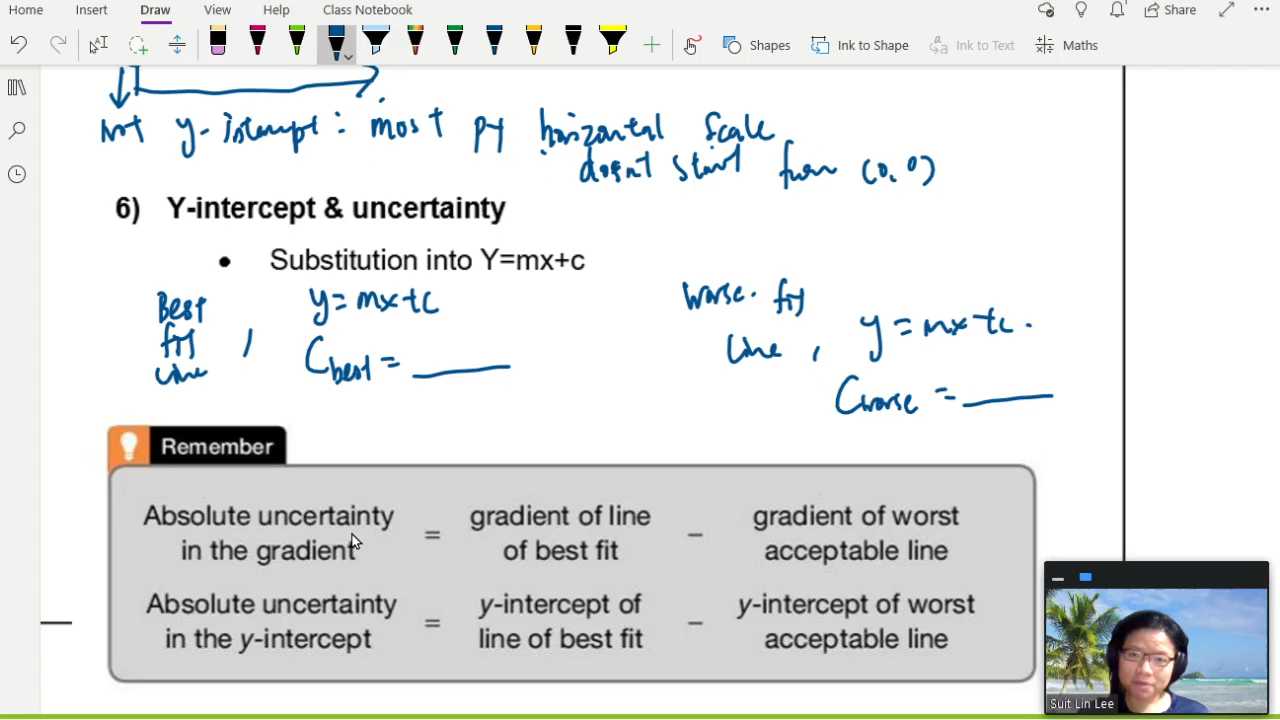 Home Insert Draw View Help Class Notebook Share
Shapes Ink to Shape Ink to Text Maths
Not y-intercept: most P4 horizontal scale
doesnt start from (0,0)
6) Y-intercept & uncertainty
• Substitution into Y=mx+c
Best fit line, y=mx+c
Cbest = ____
Worse fit line, y=mx+c.
Cworse = ____
Remember
Absolute uncertainty in the gradient = gradient of line of best fit − gradient of worst acceptable line
Absolute uncertainty in the y-intercept = y-intercept of line of best fit − y-intercept of worst acceptable line
Suit Lin Lee